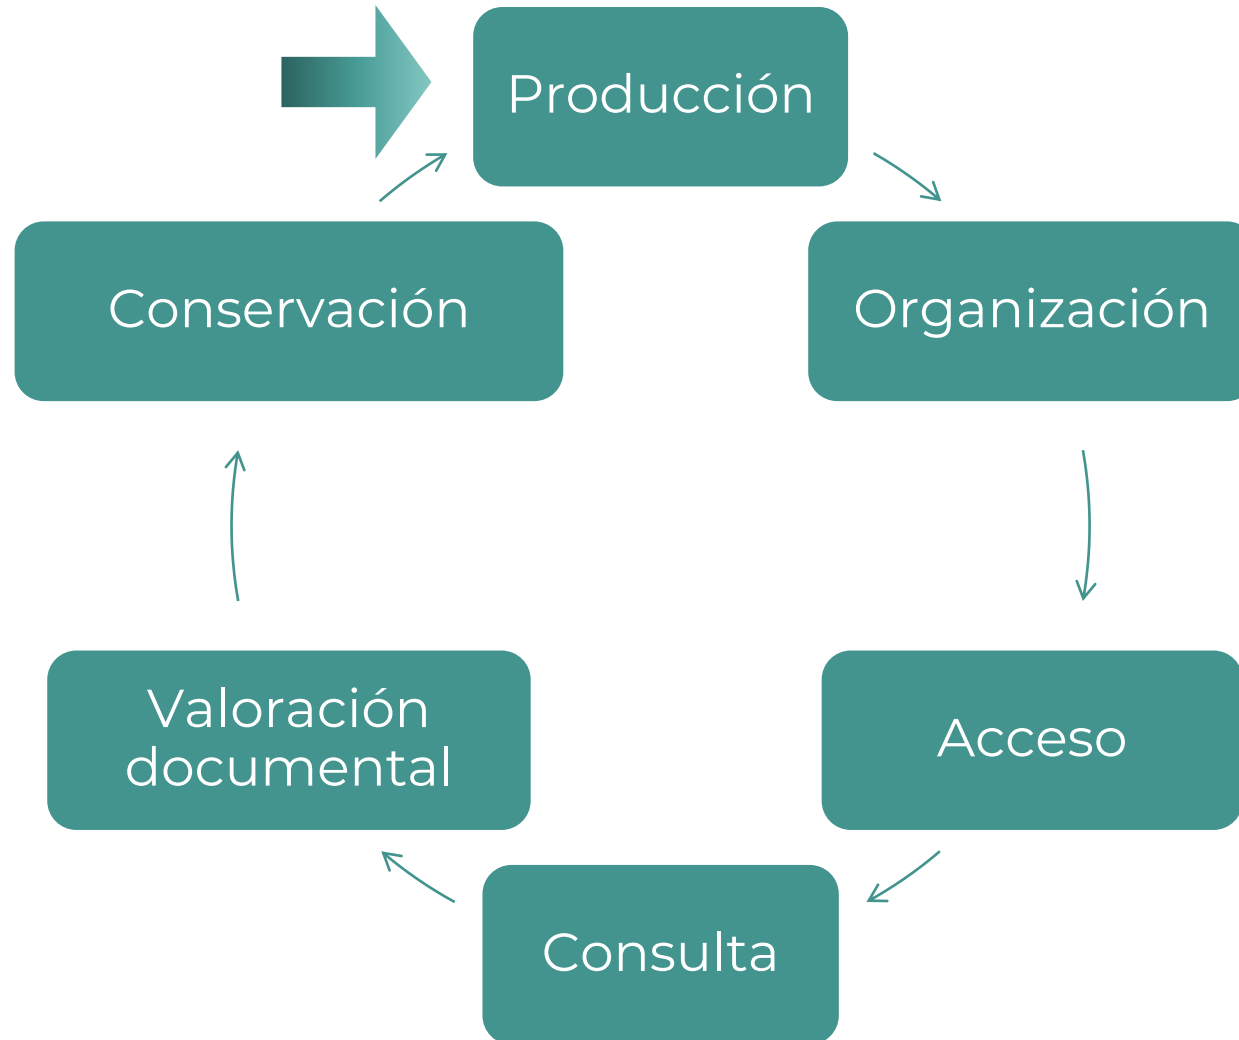 Producción
Organización
Acceso
Consulta
Valoración
documental
Conservación